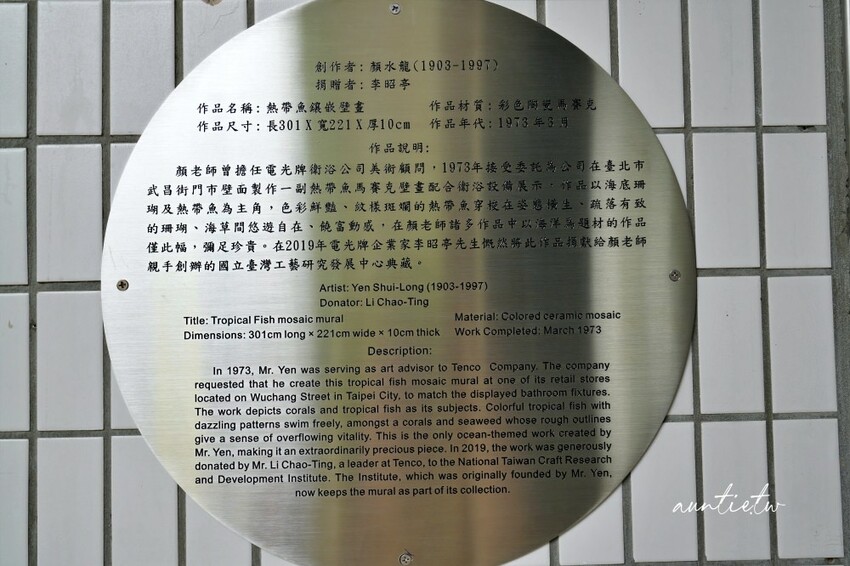 創作者：顏水龍(1903-1997)
捐贈者：李昭亭
作品名稱：熱帶魚鑲嵌壁畫 作品材質：彩色陶瓷馬賽克
作品尺寸：長301 X 寬221 X 厚10cm 作品年代：1973 年3 月
作品說明：
顏老師曾擔任電光牌衛浴公司美術顧問，1973年接受委託為公司在臺北市
武昌街門市壁面製作一副熱帶魚馬賽克壁畫配合衛浴設備展示，作品以海底珊
瑚及熱帶魚為主角，色彩鮮豔、紋樣斑斕的熱帶魚穿梭在姿態慢生、疏落有致
的珊瑚、海草間悠遊自在、饒富動感，在顏老師諸多作品中以海洋為題材的作品
僅此幅，彌足珍貴。在2019年電光牌企業家李昭亭先生慨然將此作品捐獻給顏老師
親手創辦的國立臺灣工藝研究發展中心典藏。
Artist: Yen Shui-Long (1903-1997)
Donator: Li Chao-Ting
Title: Tropical Fish mosaic mural Material: Colored ceramic mosaic
Dimensions: 301cm long × 221cm wide × 10cm thick Work Completed: March 1973
Description:
In 1973, Mr. Yen was serving as art advisor to Tenco Company. The company
requested that he create this tropical fish mosaic mural at one of its retail stores
located on Wuchang Street in Taipei City, to match the displayed bathroom fixtures.
The work depicts corals and tropical fish as its subjects. Colorful tropical fish with
dazzling patterns swim freely, amongst a corals and seaweed whose rough outlines
give a sense of overflowing vitality. This is the only ocean-themed work created by
Mr. Yen, making it an extraordinarily precious piece. In 2019, the work was generously
donated by Mr. Li Chao-Ting, a leader at Tenco, to the National Taiwan Craft Research
and Development Institute. The Institute, which was originally founded by Mr. Yen,
now keeps the mural as part of its collection.
auntie.tw